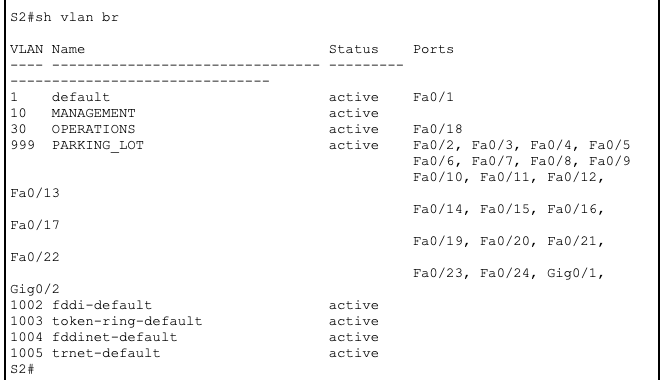 S2#sh vlan br
VLAN Name Status Ports
---- -------------------------------- ---------
-------------------------------
1 default active Fa0/1
10 MANAGEMENT active
30 OPERATIONS active Fa0/18
999 PARKING_LOT active Fa0/2, Fa0/3, Fa0/4, Fa0/5
Fa0/6, Fa0/7, Fa0/8, Fa0/9
Fa0/10, Fa0/11, Fa0/12,
Fa0/13
Fa0/14, Fa0/15, Fa0/16,
Fa0/17
Fa0/19, Fa0/20, Fa0/21,
Fa0/22
Fa0/23, Fa0/24, Gig0/1,
Gig0/2
1002 fddi-default active
1003 token-ring-default active
1004 fddinet-default active
1005 trnet-default active
S2#